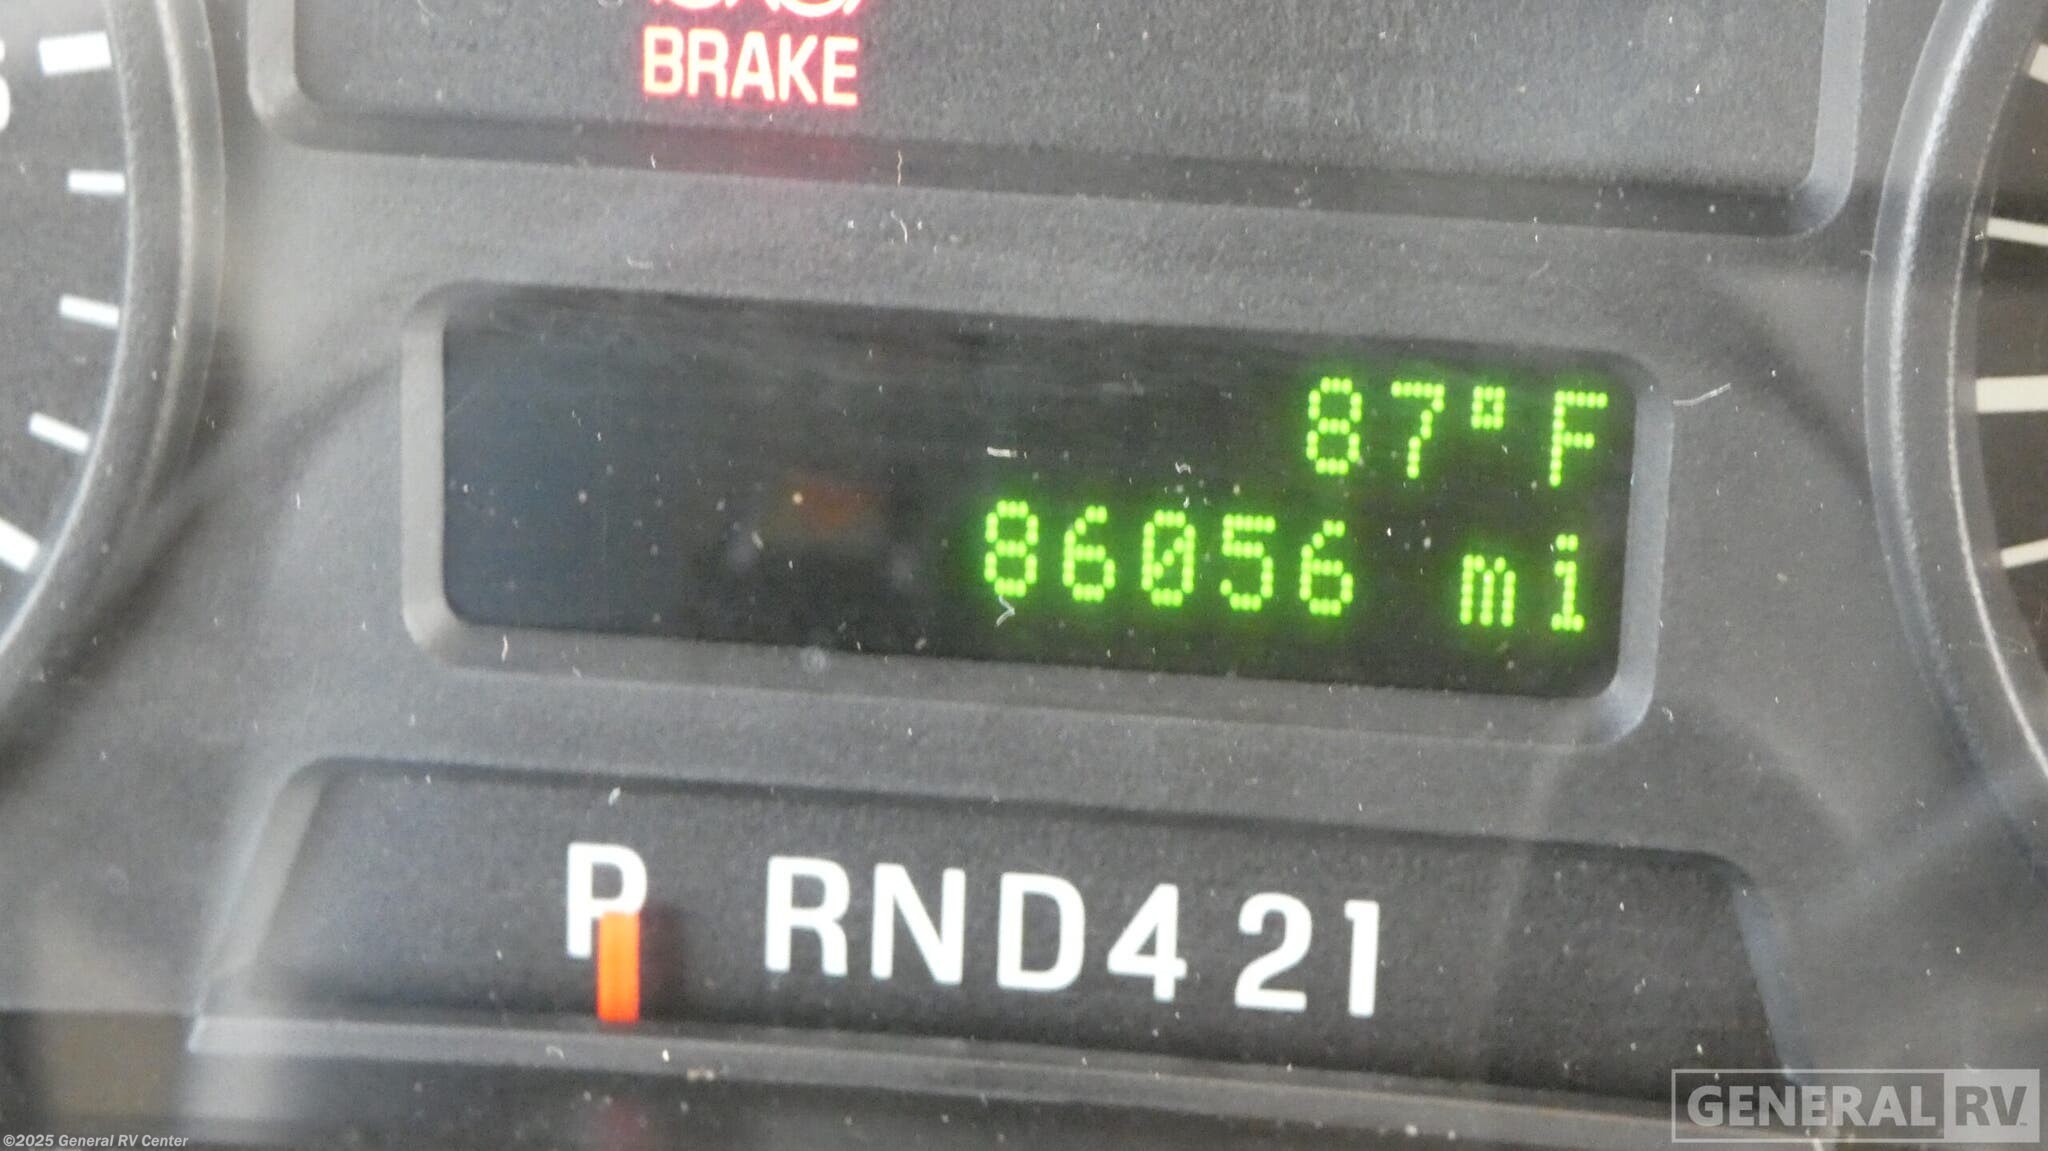 BRAKE
87°F
86056 mi
P RND421
GENERAL RV
©2025 General RV Center